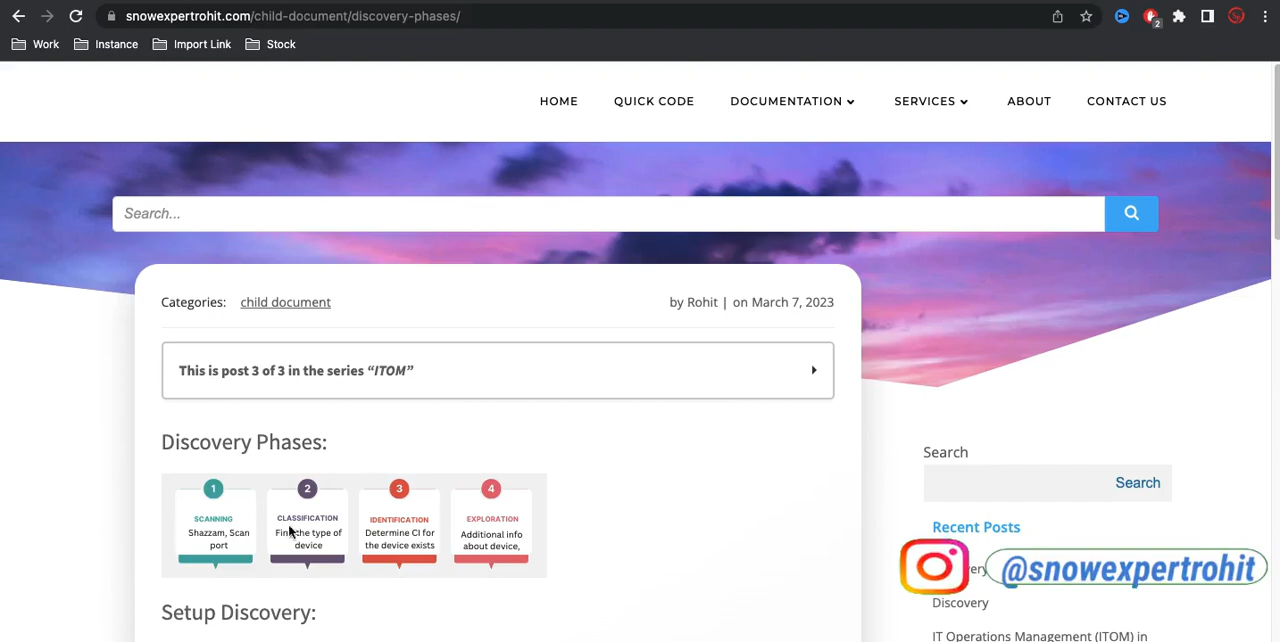 snowexpertrohit.com/child-document/discovery-phases/
2
Work Instance Import Link Stock
HOME QUICK CODE DOCUMENTATION SERVICES ABOUT CONTACT US
Search...
Categories: child document by Rohit | on March 7, 2023
This is post 3 of 3 in the series “ITOM”
Discovery Phases:
1 2 3 4
SCANNING CLASSIFICATION IDENTIFICATION EXPLORATION
Shazzam, Scan port
Find the type of device
Determine CI for the device exists
Additional info about device,
Setup Discovery:
Search
Search
Recent Posts
@snowexpertrohit
Discovery
IT Operations Management (ITOM) in